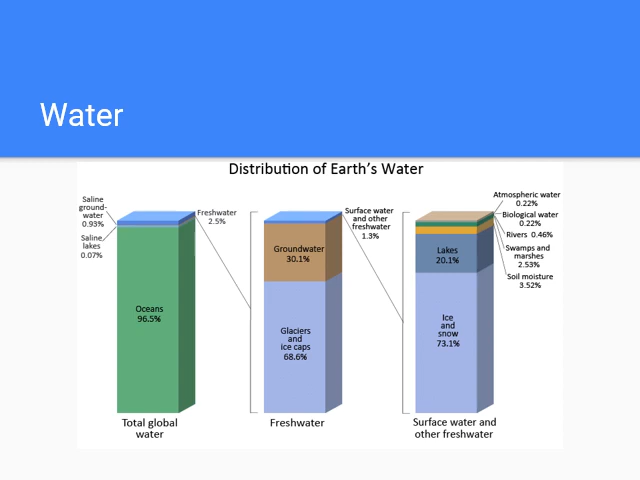 Water
Distribution of Earth's Water
Saline
ground-
water
0.93%
Saline
lakes
0.07%
Freshwater
2.5%
Oceans
96.5%
Total global
water
Groundwater
30.1%
Glaciers
and
ice caps
68.6%
Freshwater
Surface water
and other
freshwater
1.3%
Lakes
20.1%
Ice
and
snow
73.1%
Surface water and
other freshwater
Atmospheric water
0.22%
Biological water
0.22%
Rivers 0.46%
Swamps and
marshes
2.53%
Soil moisture
3.52%